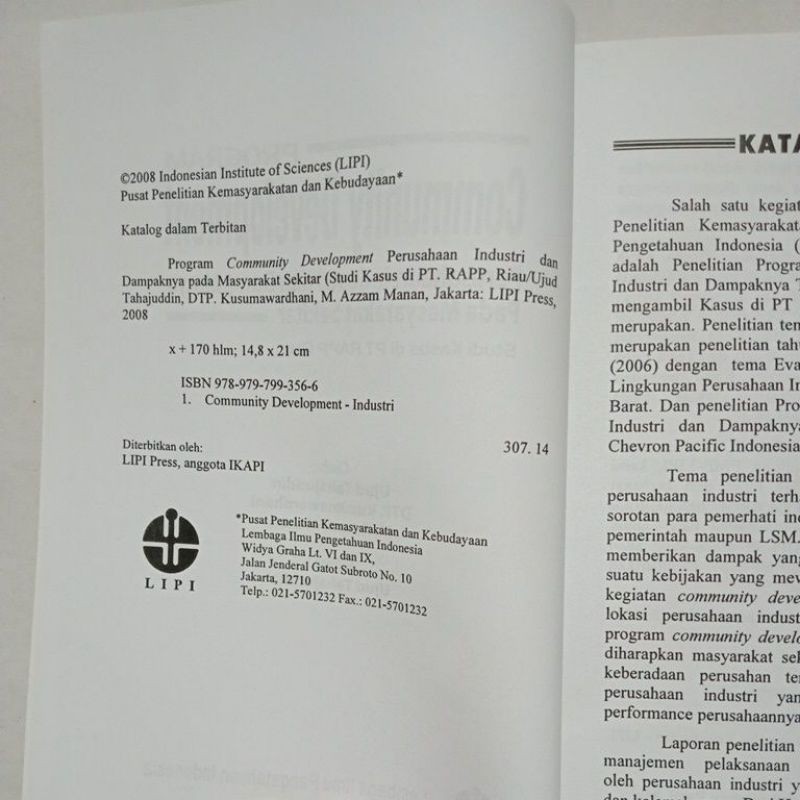 ©2008 Indonesian Institute of Sciences (LIPI)
Pusat Penelitian Kemasyarakatan dan Kebudayaan*
Katalog dalam Terbitan
Program Community Development Perusahaan Industri dan
Dampaknya pada Masyarakat Sekitar (Studi Kasus di PT. RAPP, Riau/Ujud
Tahajuddin, DTP. Kusumawardhani, M. Azzam Manan, Jakarta: LIPI Press,
2008
x + 170 hlm; 14,8 x 21 cm
ISBN 978-979-799-356-6
1. Community Development - Industri
307. 14
Diterbitkan oleh:
LIPI Press, anggota IKAPI
LIPI
*Pusat Penelitian Kemasyarakatan dan Kebudayaan
Lembaga Ilmu Pengetahuan Indonesia
Widya Graha Lt. VI dan IX,
Jalan Jenderal Gatot Subroto No. 10
Jakarta, 12710
Telp.: 021-5701232 Fax.: 021-5701232
KATA
Salah satu kegiat
Penelitian Kemasyarakat
Pengetahuan Indonesia (
adalah Penelitian Progra
Industri dan Dampaknya T
mengambil Kasus di PT
merupakan. Penelitian tem
merupakan penelitian tahu
(2006) dengan tema Eva
Lingkungan Perusahaan In
Barat. Dan penelitian Pro
Industri dan Dampaknya
Chevron Pacific Indonesia
Tema penelitian
perusahaan industri terh
sorotan para pemerhati ind
pemerintah maupun LSM.
memberikan dampak yang
suatu kebijakan yang mew
kegiatan community deve
lokasi perusahaan indust
program community develo
diharapkan masyarakat sek
keberadaan perusahan te
perusahaan industri yan
performance perusahaannya
Laporan penelitian
manajemen pelaksanaan
oleh perusahaan industri y